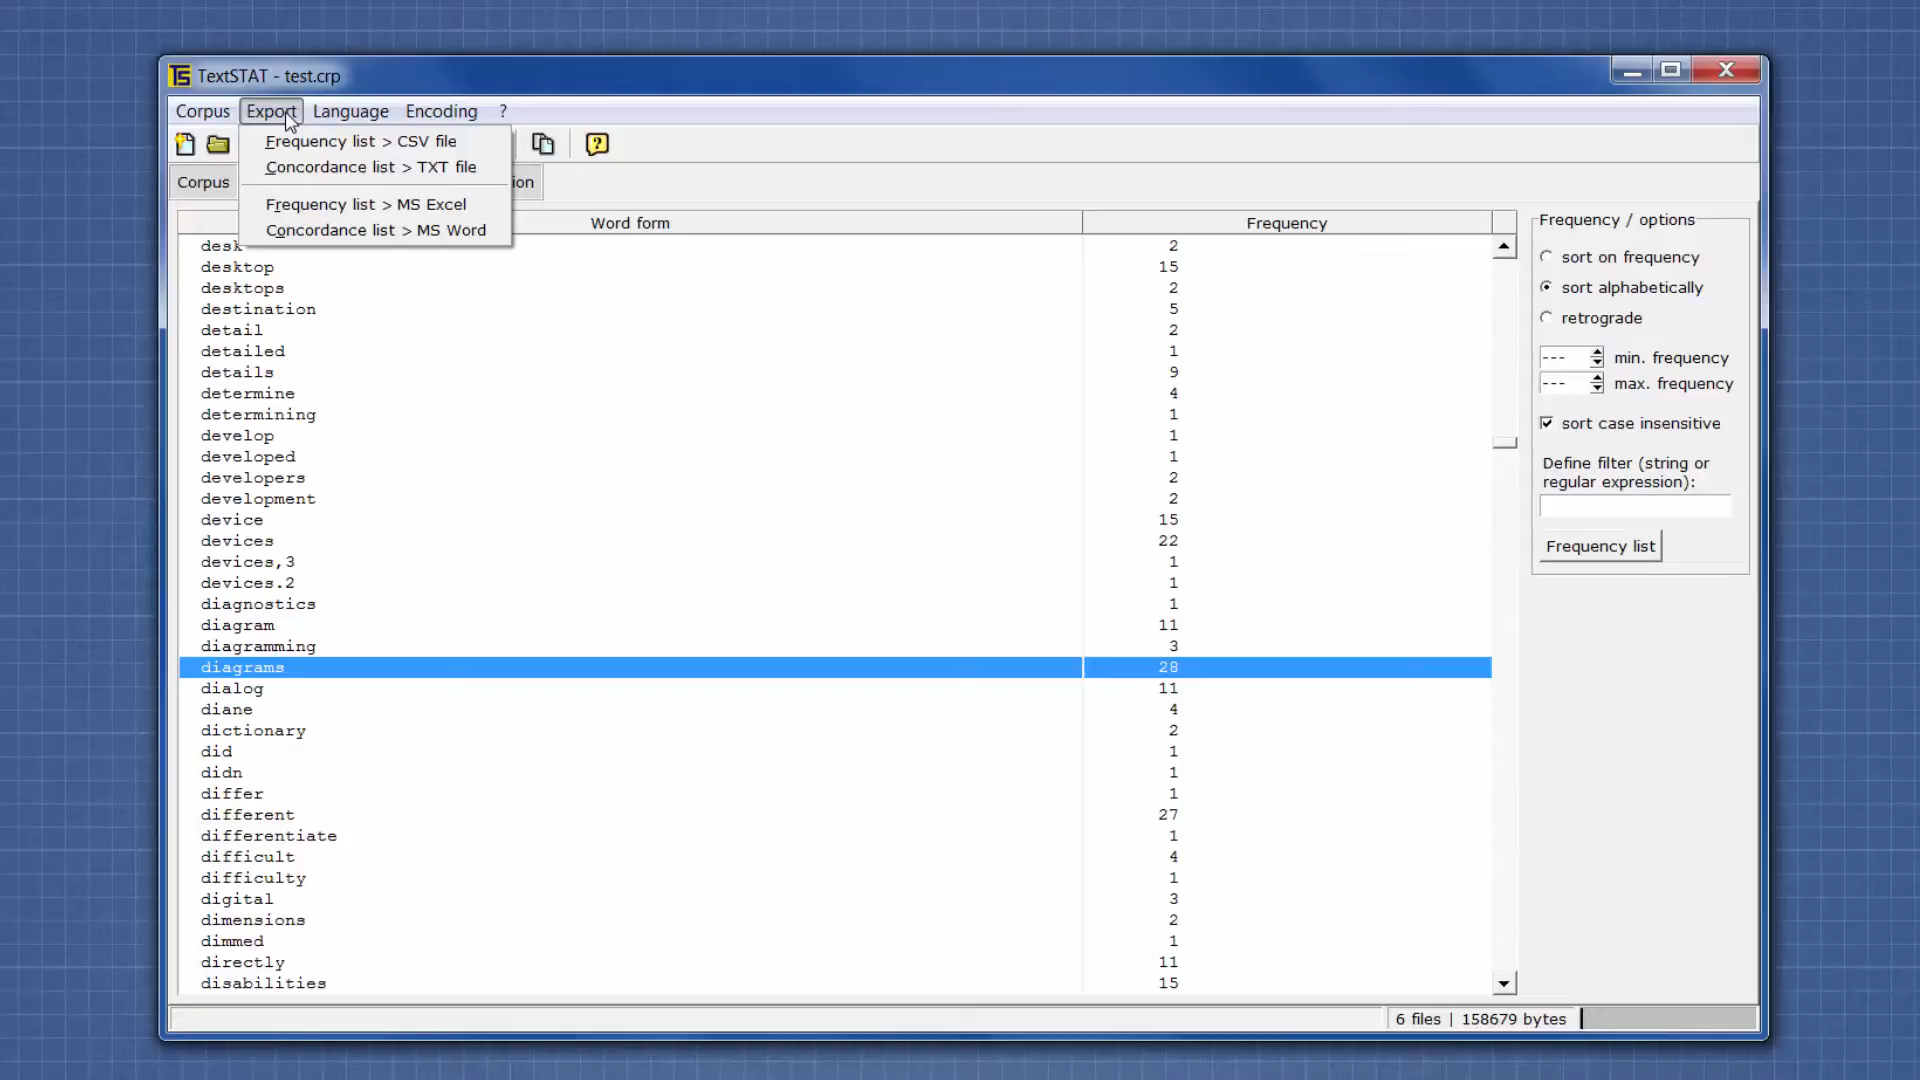 TextSTAT - test.crp
Corpus Export Language Encoding ?
Frequency list > CSV file
Concordance list > TXT file
Frequency list > MS Excel
Concordance list > MS Word
Corpus
Word form Frequency
desk 2
desktop 15
desktops 2
destination 5
detail 2
detailed 1
details 9
determine 4
determining 1
develop 1
developed 1
developers 2
development 2
device 15
devices 22
devices,3 1
devices.2 1
diagnostics 1
diagram 11
diagramming 3
diagrams 28
dialog 11
diane 4
dictionary 2
did 1
didn 1
differ 1
different 27
differentiate 1
difficult 4
difficulty 1
digital 3
dimensions 2
dimmed 1
directly 11
disabilities 15
Frequency / options
sort on frequency
sort alphabetically
retrograde
--- min. frequency
--- max. frequency
sort case insensitive
Define filter (string or
regular expression):
Frequency list
6 files | 158679 bytes